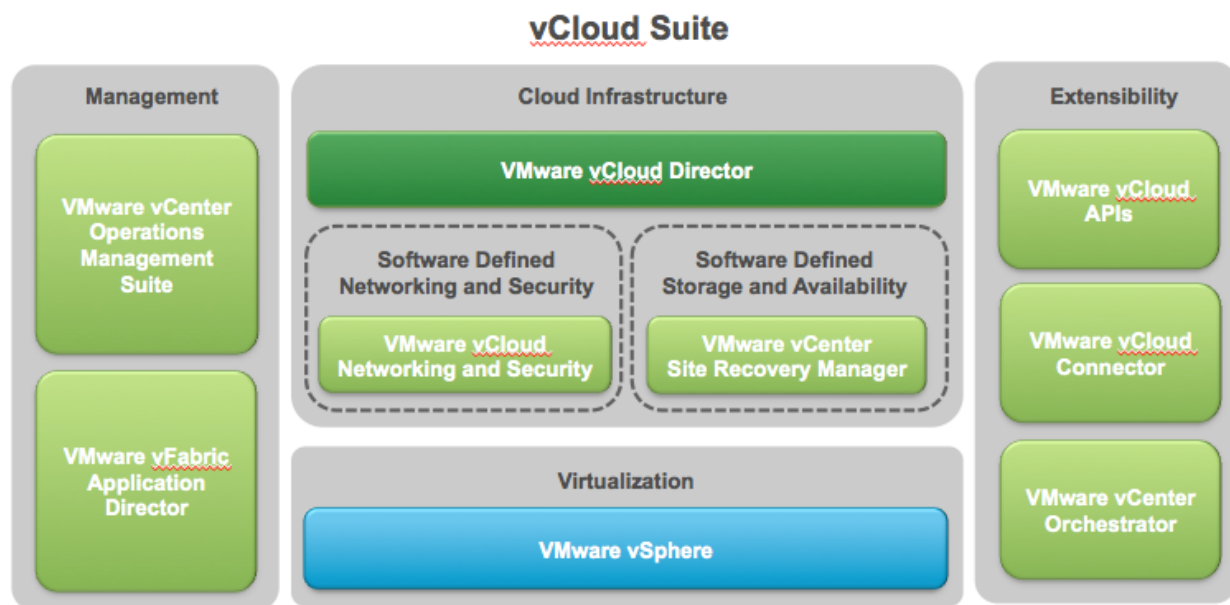 vCloud Suite
Management
VMware vCenter
Operations
Management
Suite
VMware vFabric
Application
Director
Cloud Infrastructure
VMware vCloud Director
Software Defined
Networking and Security
VMware vCloud
Networking and Security
Software Defined
Storage and Availability
VMware vCenter
Site Recovery Manager
Virtualization
VMware vSphere
Extensibility
VMware vCloud
APIs
VMware vCloud
Connector
VMware vCenter
Orchestrator